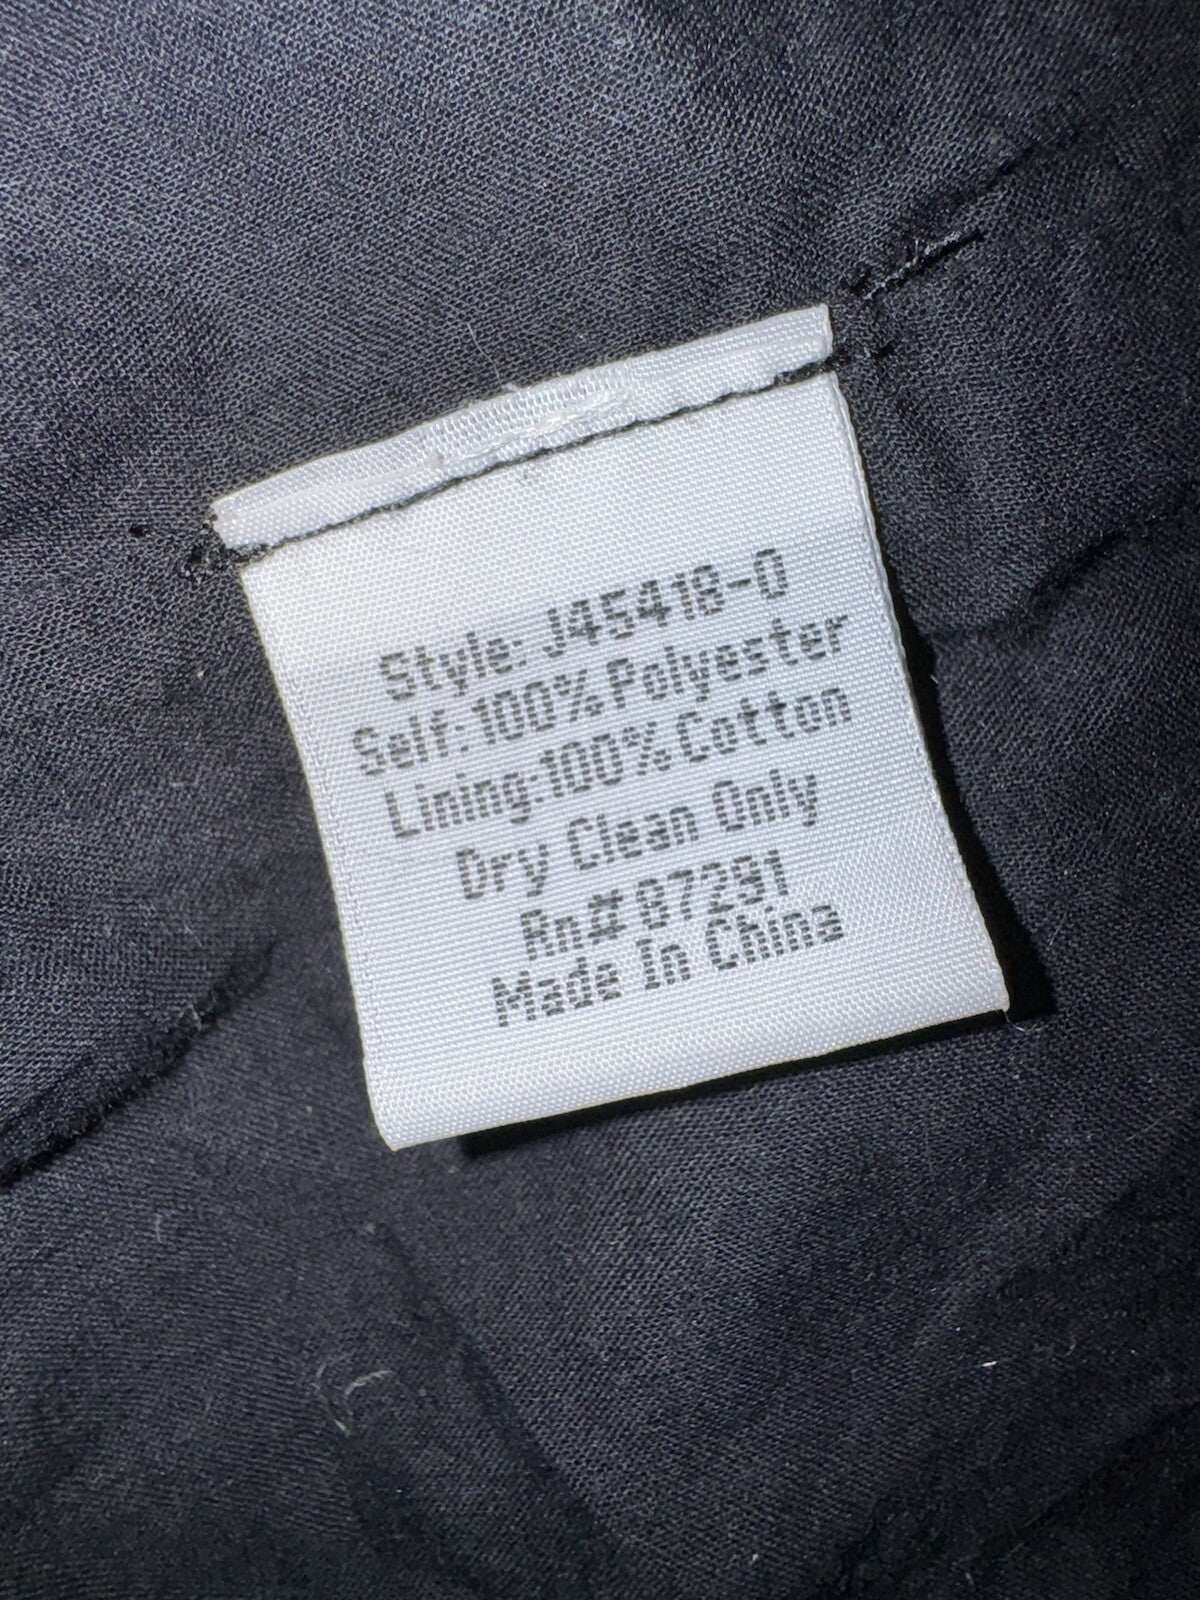 Style: J45418-0
Self:100%Polyester
Lining:100%Cotton
Dry Clean Only
Rn#87291
Made In China